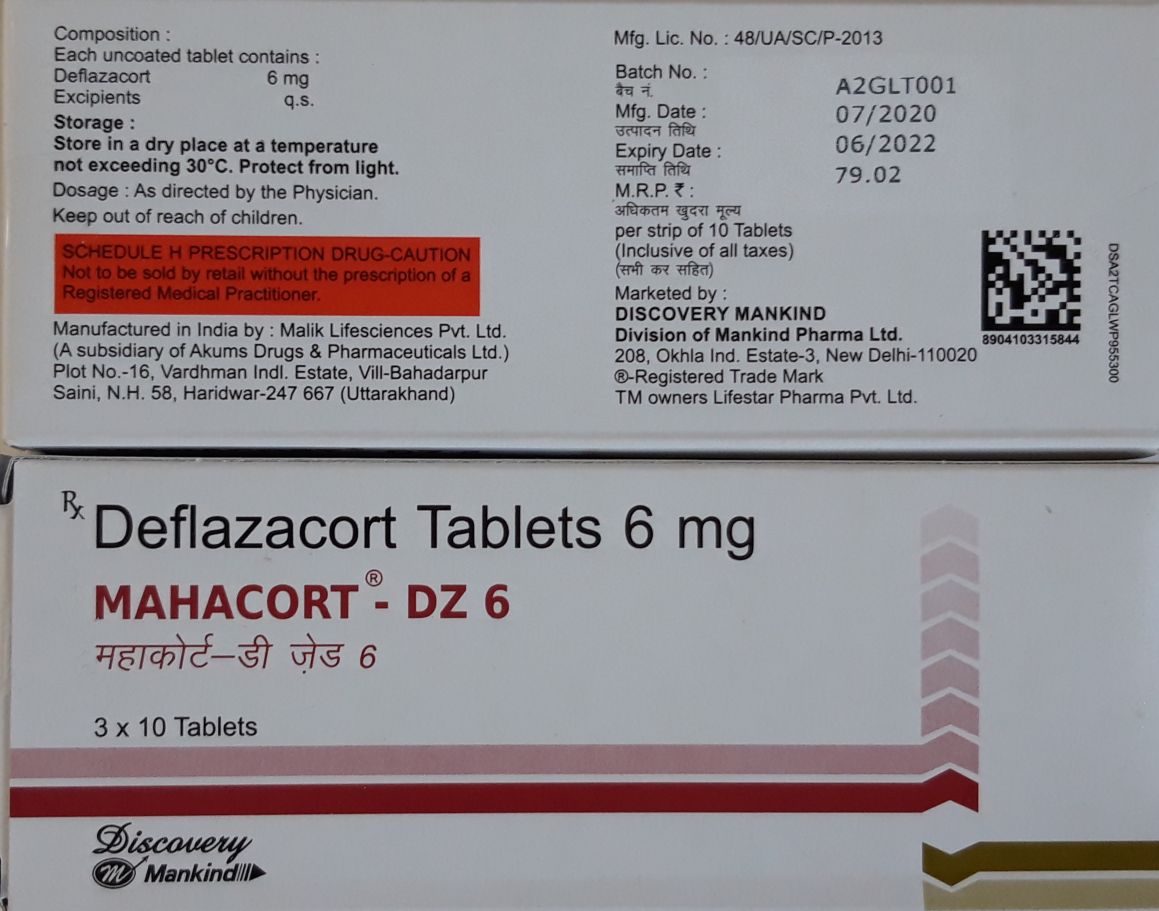 Composition :
Each uncoated tablet contains :
Deflazacort 6 mg
Excipients q.s.
Storage :
Store in a dry place at a temperature
not exceeding 30°C. Protect from light.
Dosage : As directed by the Physician.
Keep out of reach of children.
SCHEDULE H PRESCRIPTION DRUG-CAUTION
Not to be sold by retail without the prescription of a
Registered Medical Practitioner.
Manufactured in India by : Malik Lifesciences Pvt. Ltd.
(A subsidiary of Akums Drugs & Pharmaceuticals Ltd.)
Plot No.-16, Vardhman Indl. Estate, Vill-Bahadarpur
Saini, N.H. 58, Haridwar-247 667 (Uttarakhand)
Mfg. Lic. No. : 48/UA/SC/P-2013
Batch No. : A2GLT001
बैच नं.
Mfg. Date : 07/2020
उत्पादन तिथि
Expiry Date : 06/2022
समाप्ति तिथि
M.R.P. ₹ : 79.02
अधिकतम खुदरा मूल्य
per strip of 10 Tablets
(Inclusive of all taxes)
(सभी कर सहित)
Marketed by :
DISCOVERY MANKIND
Division of Mankind Pharma Ltd.
208, Okhla Ind. Estate-3, New Delhi-110020
®-Registered Trade Mark
TM owners Lifestar Pharma Pvt. Ltd.
8904103315844
DSA2TCAGLWP955300
Rx Deflazacort Tablets 6 mg
MAHACORT® - DZ 6
महाकोर्ट–डी ज़ेड 6
3 x 10 Tablets
Discovery
m Mankind